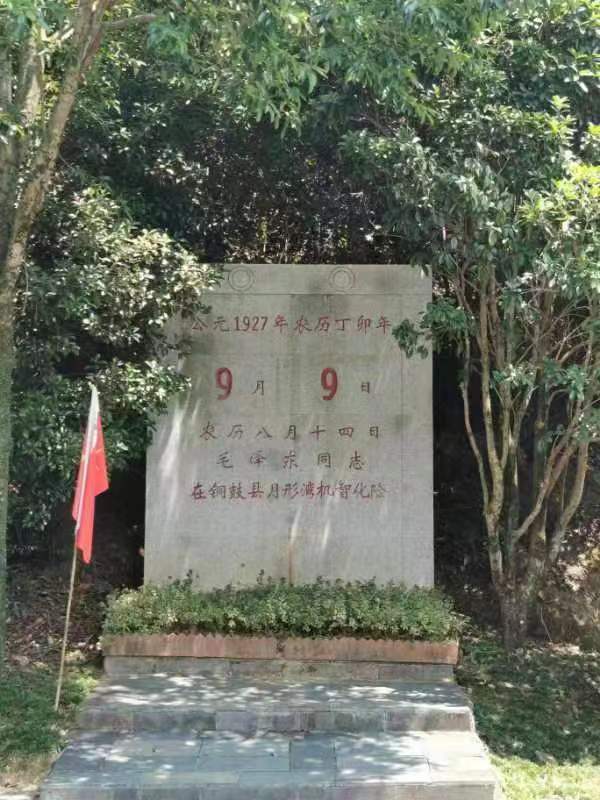 公元1927年农历丁卯年
9月 9日
农历八月十四日
毛泽东同志
在铜鼓县月形湾机智化险